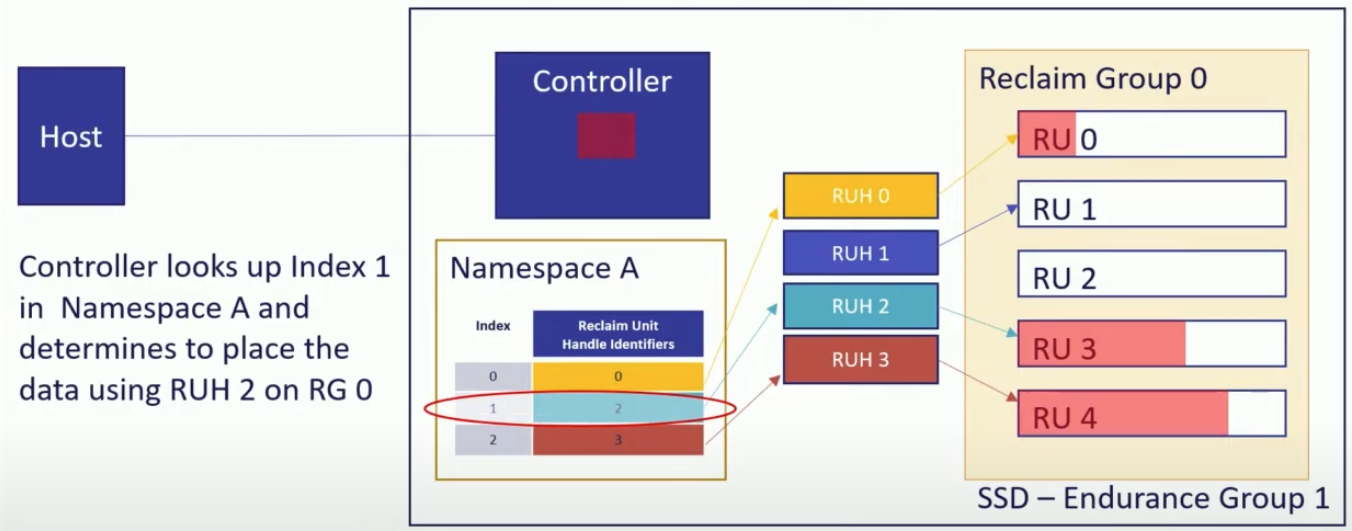 Host
Controller looks up Index 1
in Namespace A and
determines to place the
data using RUH 2 on RG 0
Controller
Namespace A
Index
Reclaim Unit
Handle Identifiers
0 0
1 2
2 3
RUH 0
RUH 1
RUH 2
RUH 3
Reclaim Group 0
RU 0
RU 1
RU 2
RU 3
RU 4
SSD – Endurance Group 1